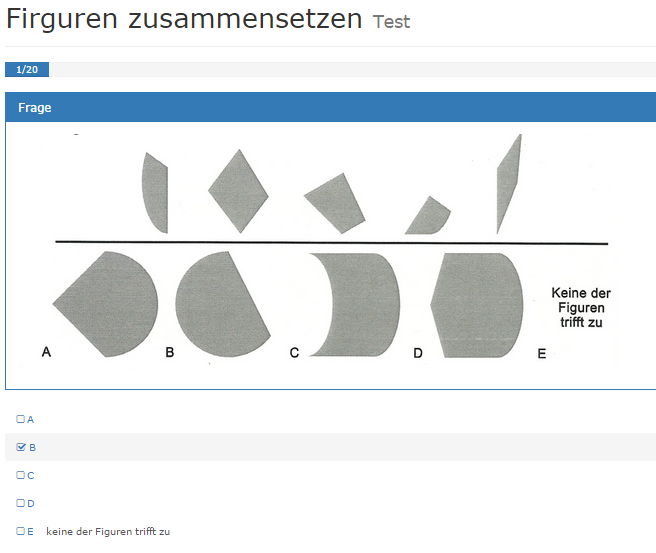 Firguren zusammensetzen Test
1/20
Frage
A
B
C
D
E
Keine der
Figuren
trifft zu
A
B
C
D
E keine der Figuren trifft zu